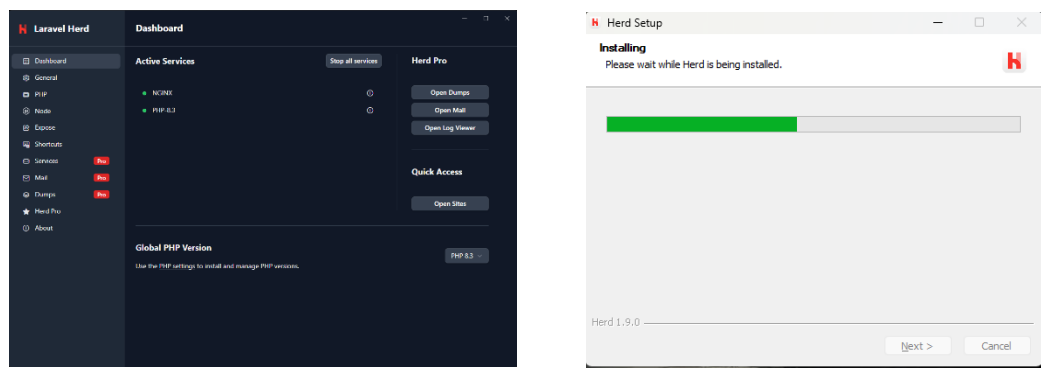 Laravel Herd
Dashboard
Dashboard
General
PHP
Node
Expose
Shortcuts
Services Pro
Mail Pro
Dumps Pro
Herd Pro
About
Active Services
Stop all services
NGINX
PHP-8.3
Herd Pro
Open Dumps
Open Mail
Open Log Viewer
Quick Access
Open Sites
Global PHP Version
Use the PHP settings to install and manage PHP versions.
PHP 8.3
Herd Setup
Installing
Please wait while Herd is being installed.
Herd 1.9.0
Next >
Cancel